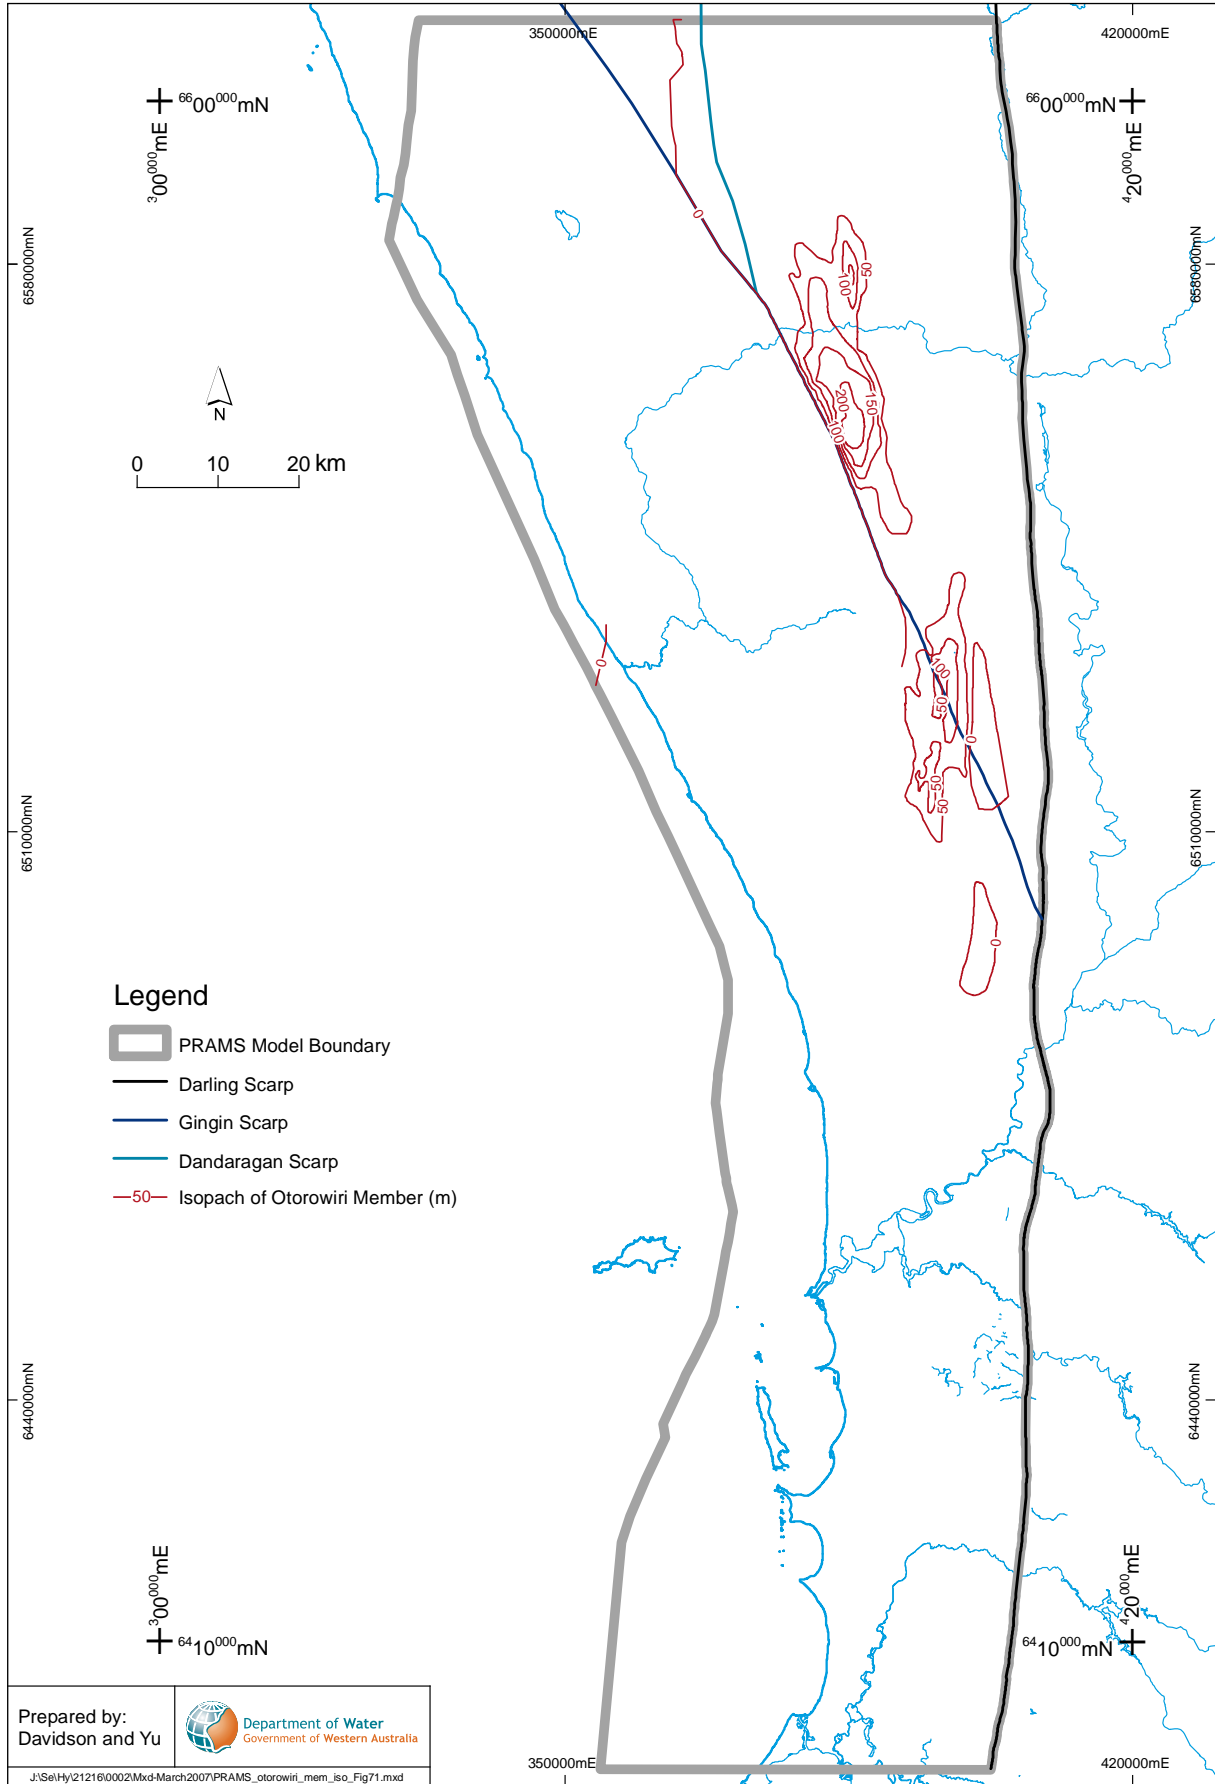 350000mE
420000mE
6600000mN
6600000mN
300000mE
420000mE
0
6580000mN
6580000mN
50
100
N
200
150
100
0 10 20 km
0
100
50
0
50
50
6510000mN
6510000mN
0
Legend
PRAMS Model Boundary
Darling Scarp
Gingin Scarp
Dandaragan Scarp
50 Isopach of Otorowiri Member (m)
6440000mN
6440000mN
300000mE
420000mE
6410000mN
6410000mN
Prepared by:
Davidson and Yu
Department of Water
Government of Western Australia
350000mE
420000mE
J:\Se\Hy\21216\0002\Mxd-March2007\PRAMS_otorowiri_mem_iso_Fig71.mxd